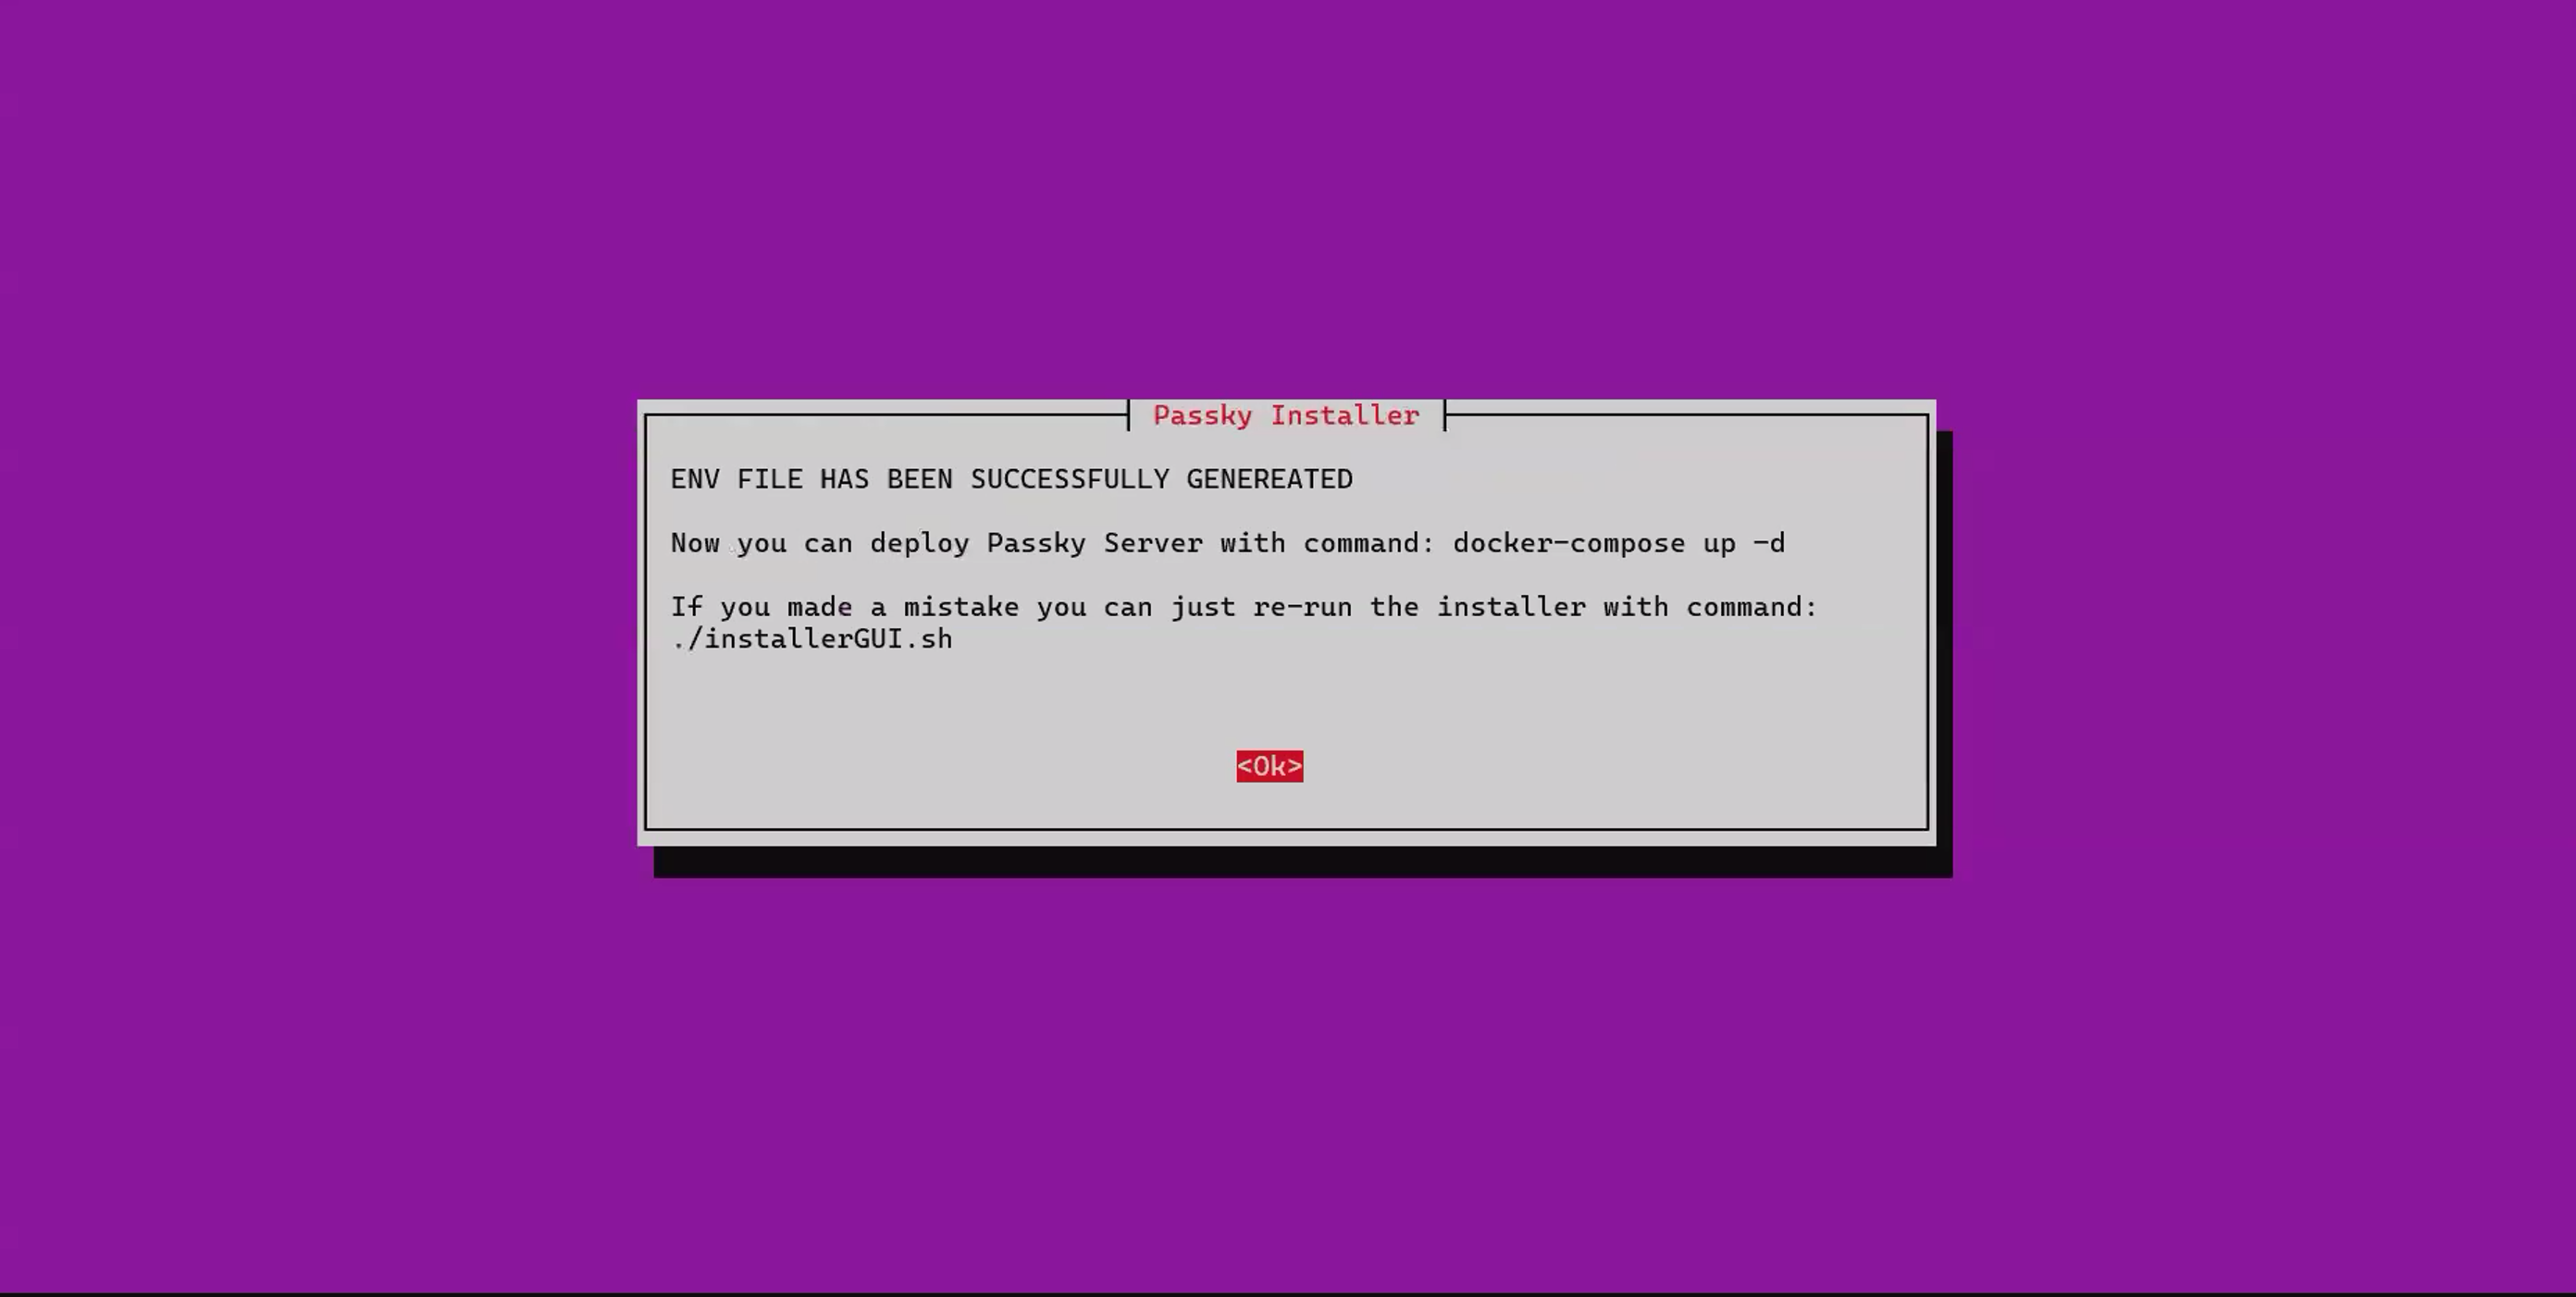 Passky Installer
ENV FILE HAS BEEN SUCCESSFULLY GENEREATED
Now you can deploy Passky Server with command: docker-compose up -d
If you made a mistake you can just re-run the installer with command:
./installerGUI.sh
<Ok>